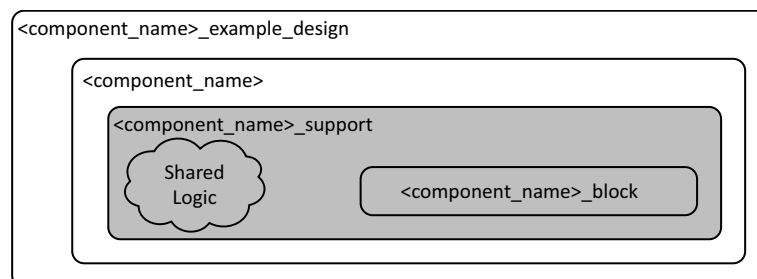 <component_name>_example_design
<component_name>
<component_name>_support
Shared
Logic
<component_name>_block